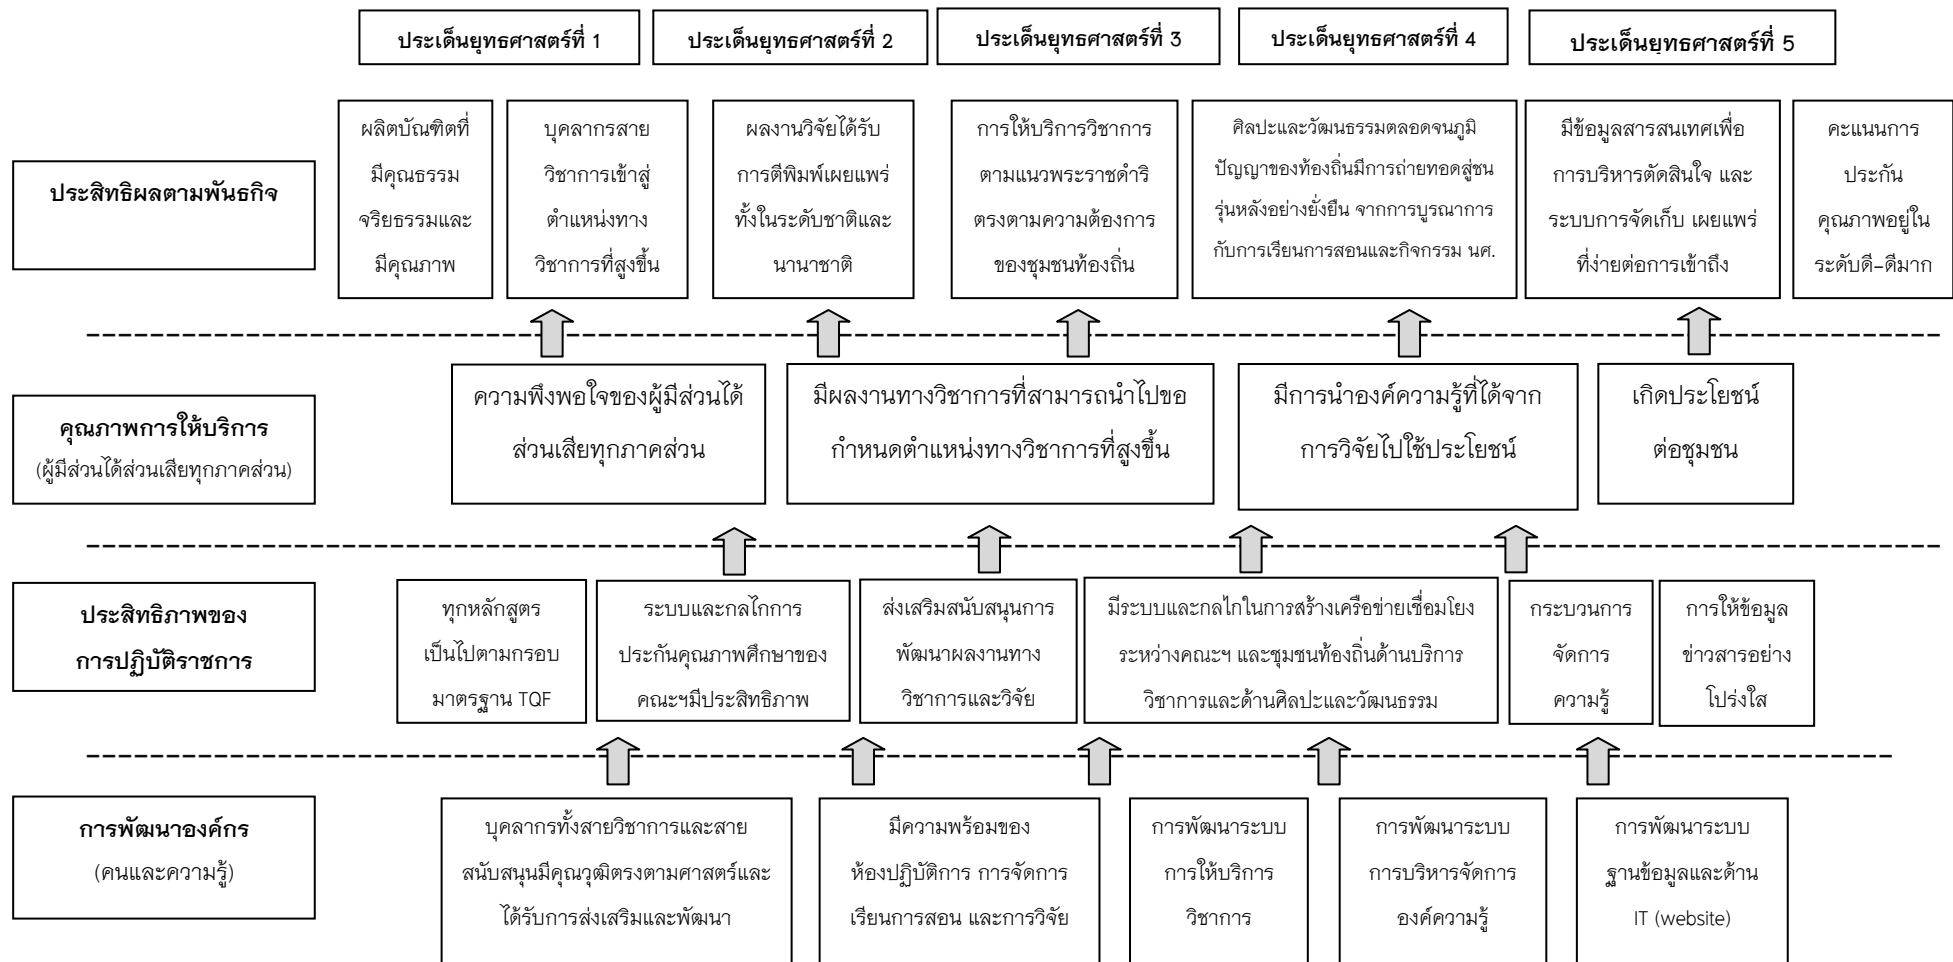 ประเด็นยุทธศาสตร์ที่ 1
ประเด็นยุทธศาสตร์ที่ 2
ประเด็นยุทธศาสตร์ที่ 3
ประเด็นยุทธศาสตร์ที่ 4
ประเด็นยุทธศาสตร์ที่ 5
ประสิทธิผลตามพันธกิจ
ผลิตบัณฑิตที่
มีคุณธรรม
จริยธรรมและ
มีคุณภาพ
บุคลากรสาย
วิชาการเข้าสู่
ตำแหน่งทาง
วิชาการที่สูงขึ้น
ผลงานวิจัยได้รับ
การตีพิมพ์เผยแพร่
ทั้งในระดับชาติและ
นานาชาติ
การให้บริการวิชาการ
ตามแนวพระราชดำริ
ตรงตามความต้องการ
ของชุมชนท้องถิ่น
ศิลปะและวัฒนธรรมตลอดจนภูมิ
ปัญญาของท้องถิ่นมีการถ่ายทอดสู่ชน
รุ่นหลังอย่างยั่งยืน จากการบูรณาการ
กับการเรียนการสอนและกิจกรรม นศ.
มีข้อมูลสารสนเทศเพื่อ
การบริหารตัดสินใจ และ
ระบบการจัดเก็บ เผยแพร่
ที่ง่ายต่อการเข้าถึง
คะแนนการ
ประกัน
คุณภาพอยู่ใน
ระดับดี-ดีมาก
คุณภาพการให้บริการ
(ผู้มีส่วนได้ส่วนเสียทุกภาคส่วน)
ความพึงพอใจของผู้มีส่วนได้
ส่วนเสียทุกภาคส่วน
มีผลงานทางวิชาการที่สามารถนำไปขอ
กำหนดตำแหน่งทางวิชาการที่สูงขึ้น
มีการนำองค์ความรู้ที่ได้จาก
การวิจัยไปใช้ประโยชน์
เกิดประโยชน์
ต่อชุมชน
ประสิทธิภาพของ
การปฏิบัติราชการ
ทุกหลักสูตร
เป็นไปตามกรอบ
มาตรฐาน TQF
ระบบและกลไกการ
ประกันคุณภาพศึกษาของ
คณะฯมีประสิทธิภาพ
ส่งเสริมสนับสนุนการ
พัฒนาผลงานทาง
วิชาการและวิจัย
มีระบบและกลไกในการสร้างเครือข่ายเชื่อมโยง
ระหว่างคณะฯ และชุมชนท้องถิ่นด้านบริการ
วิชาการและด้านศิลปะและวัฒนธรรม
กระบวนการ
จัดการ
ความรู้
การให้ข้อมูล
ข่าวสารอย่าง
โปร่งใส
การพัฒนาองค์กร
(คนและความรู้)
บุคลากรทั้งสายวิชาการและสาย
สนับสนุนมีคุณวุฒิตรงตามศาสตร์และ
ได้รับการส่งเสริมและพัฒนา
มีความพร้อมของ
ห้องปฏิบัติการ การจัดการ
เรียนการสอน และการวิจัย
การพัฒนาระบบ
การให้บริการ
วิชาการ
การพัฒนาระบบ
การบริหารจัดการ
องค์ความรู้
การพัฒนาระบบ
ฐานข้อมูลและด้าน
IT (website)